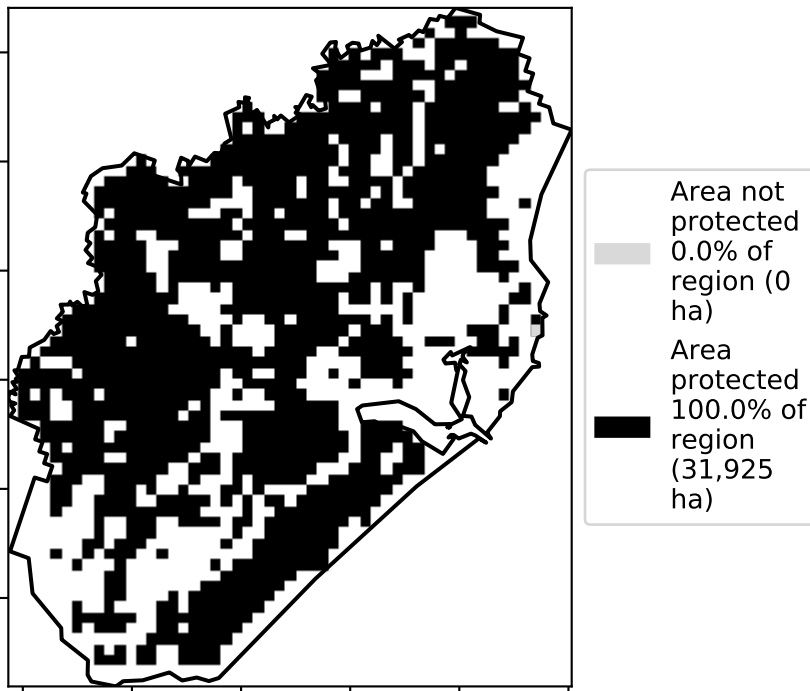 Area not
protected
0.0% of
region (0
ha)
Area
protected
100.0% of
region
(31,925
ha)